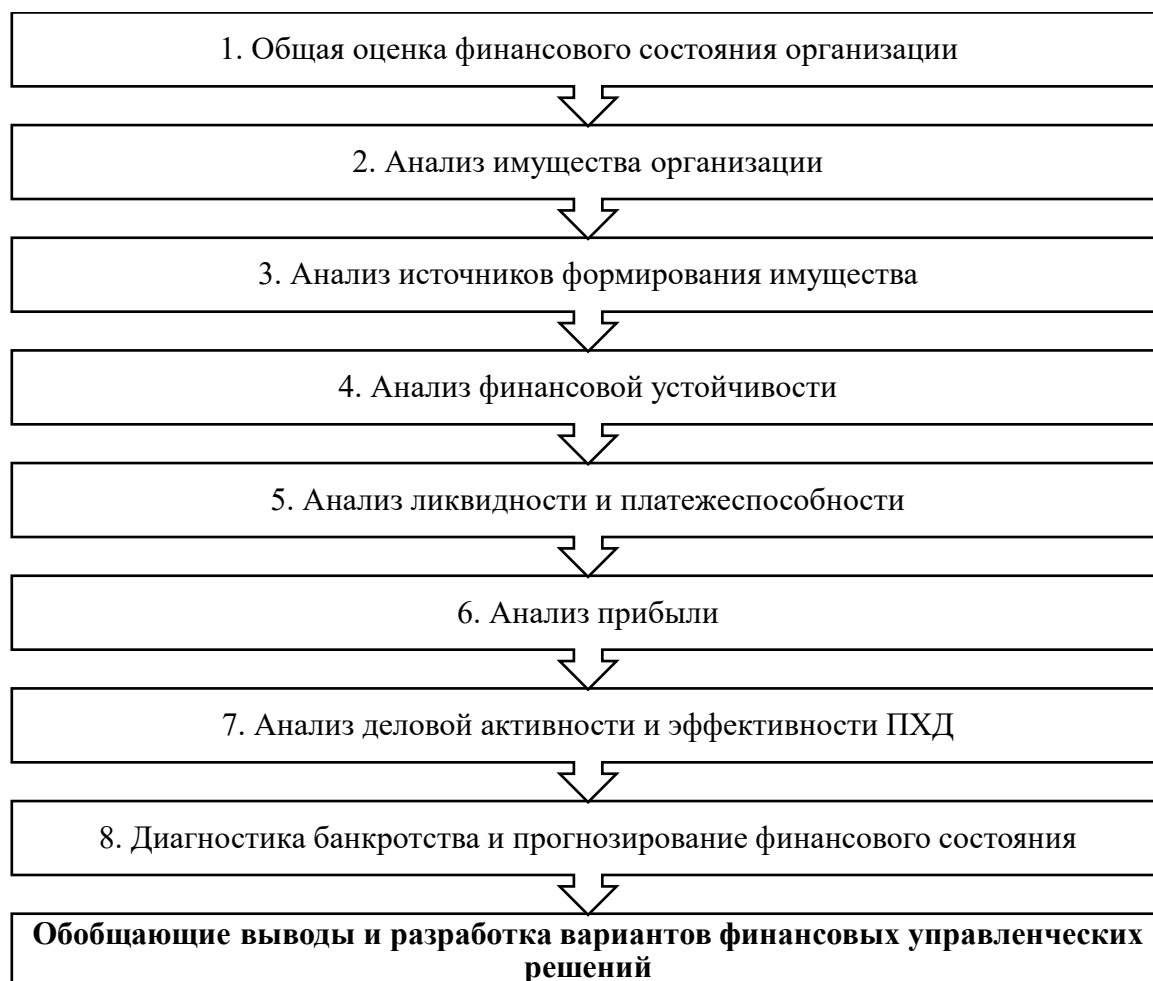 1. Общая оценка финансового состояния организации
2. Анализ имущества организации
3. Анализ источников формирования имущества
4. Анализ финансовой устойчивости
5. Анализ ликвидности и платежеспособности
6. Анализ прибыли
7. Анализ деловой активности и эффективности ПХД
8. Диагностика банкротства и прогнозирование финансового состояния
Обобщающие выводы и разработка вариантов финансовых управленческих
решений